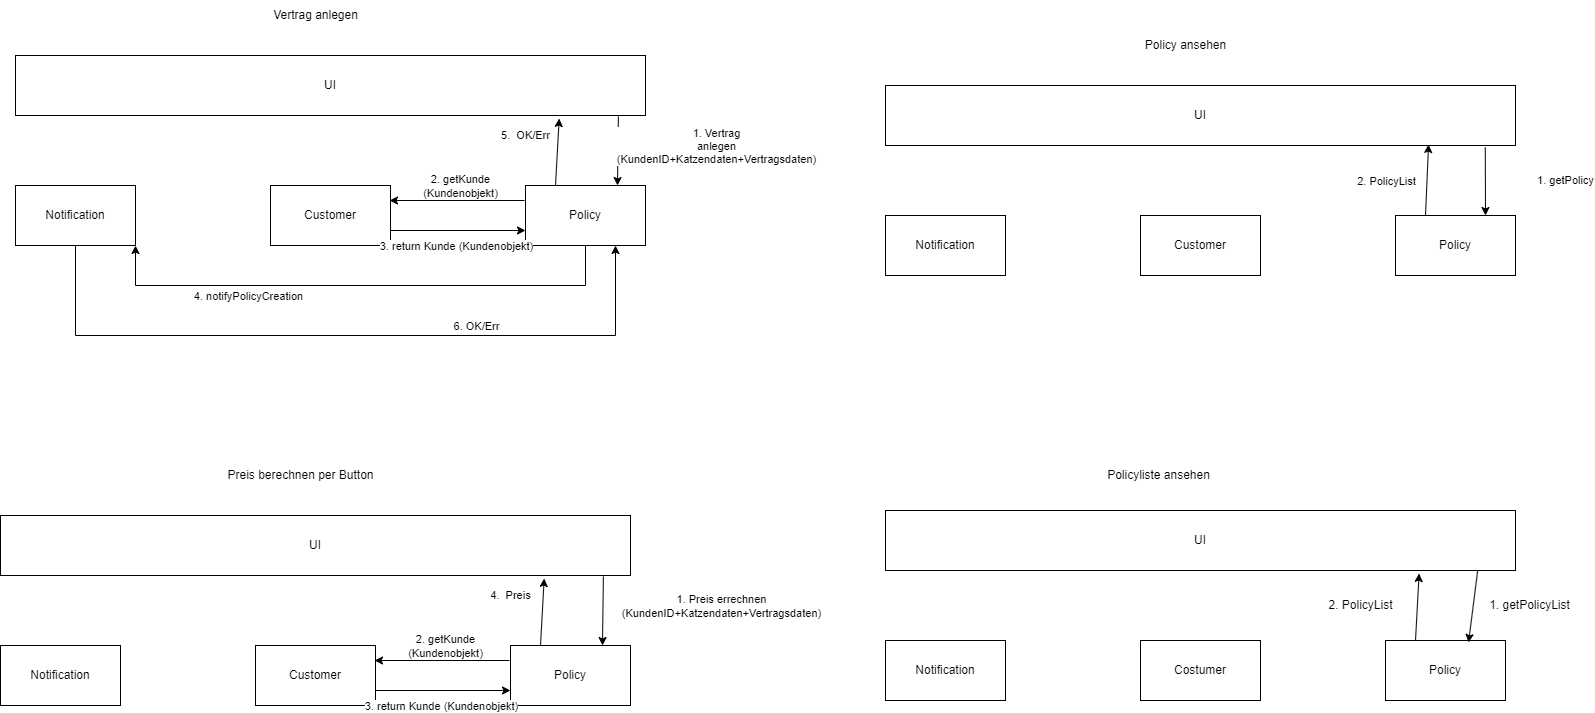 Vertrag anlegen
UI
5.  OK/Err
1. Vertrag
anlegen
(KundenID+Katzendaten+Vertragsdaten)
2. getKunde
(Kundenobjekt)
Notification
Customer
Policy
3. return Kunde (Kundenobjekt)
4. notifyPolicyCreation
6. OK/Err
Policy ansehen
UI
2. PolicyList
1. getPolicy
Notification
Customer
Policy
Preis berechnen per Button
UI
4.  Preis
1. Preis errechnen
(KundenID+Katzendaten+Vertragsdaten)
2. getKunde
(Kundenobjekt)
Notification
Customer
Policy
3. return Kunde (Kundenobjekt)
Policyliste ansehen
UI
2. PolicyList
1. getPolicyList
Notification
Costumer
Policy